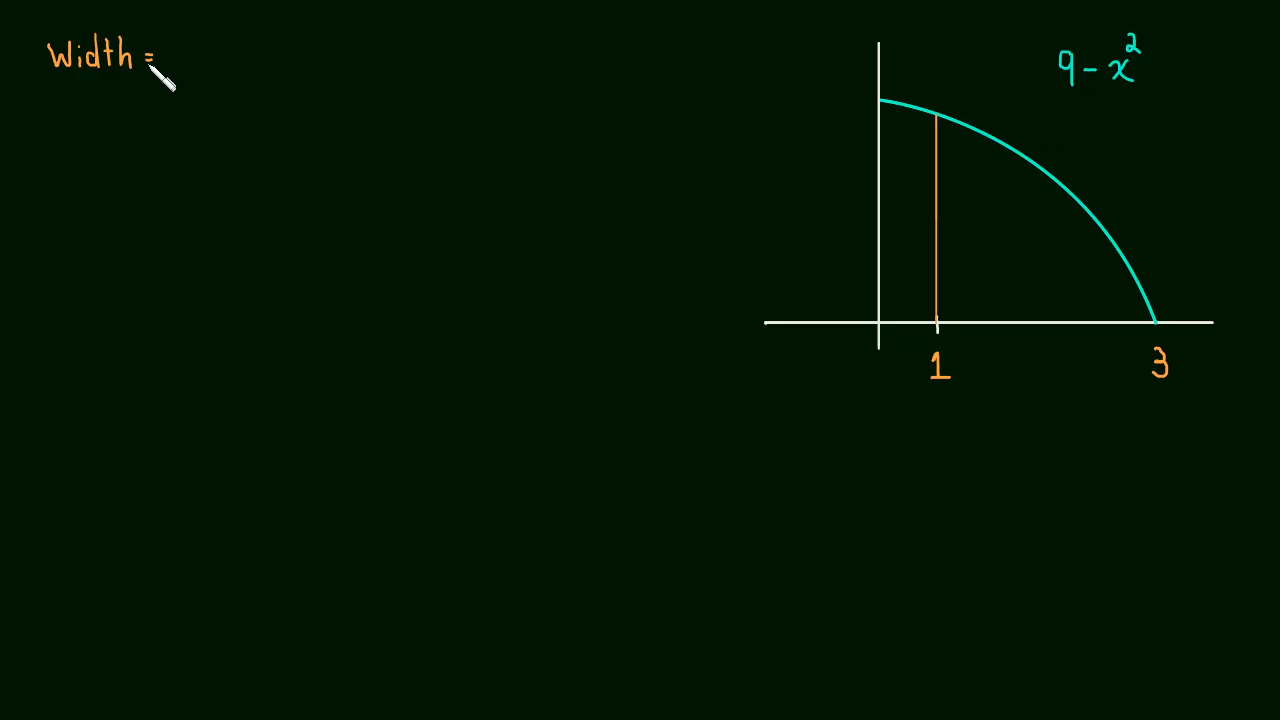 Width =
9 - x²
1
3